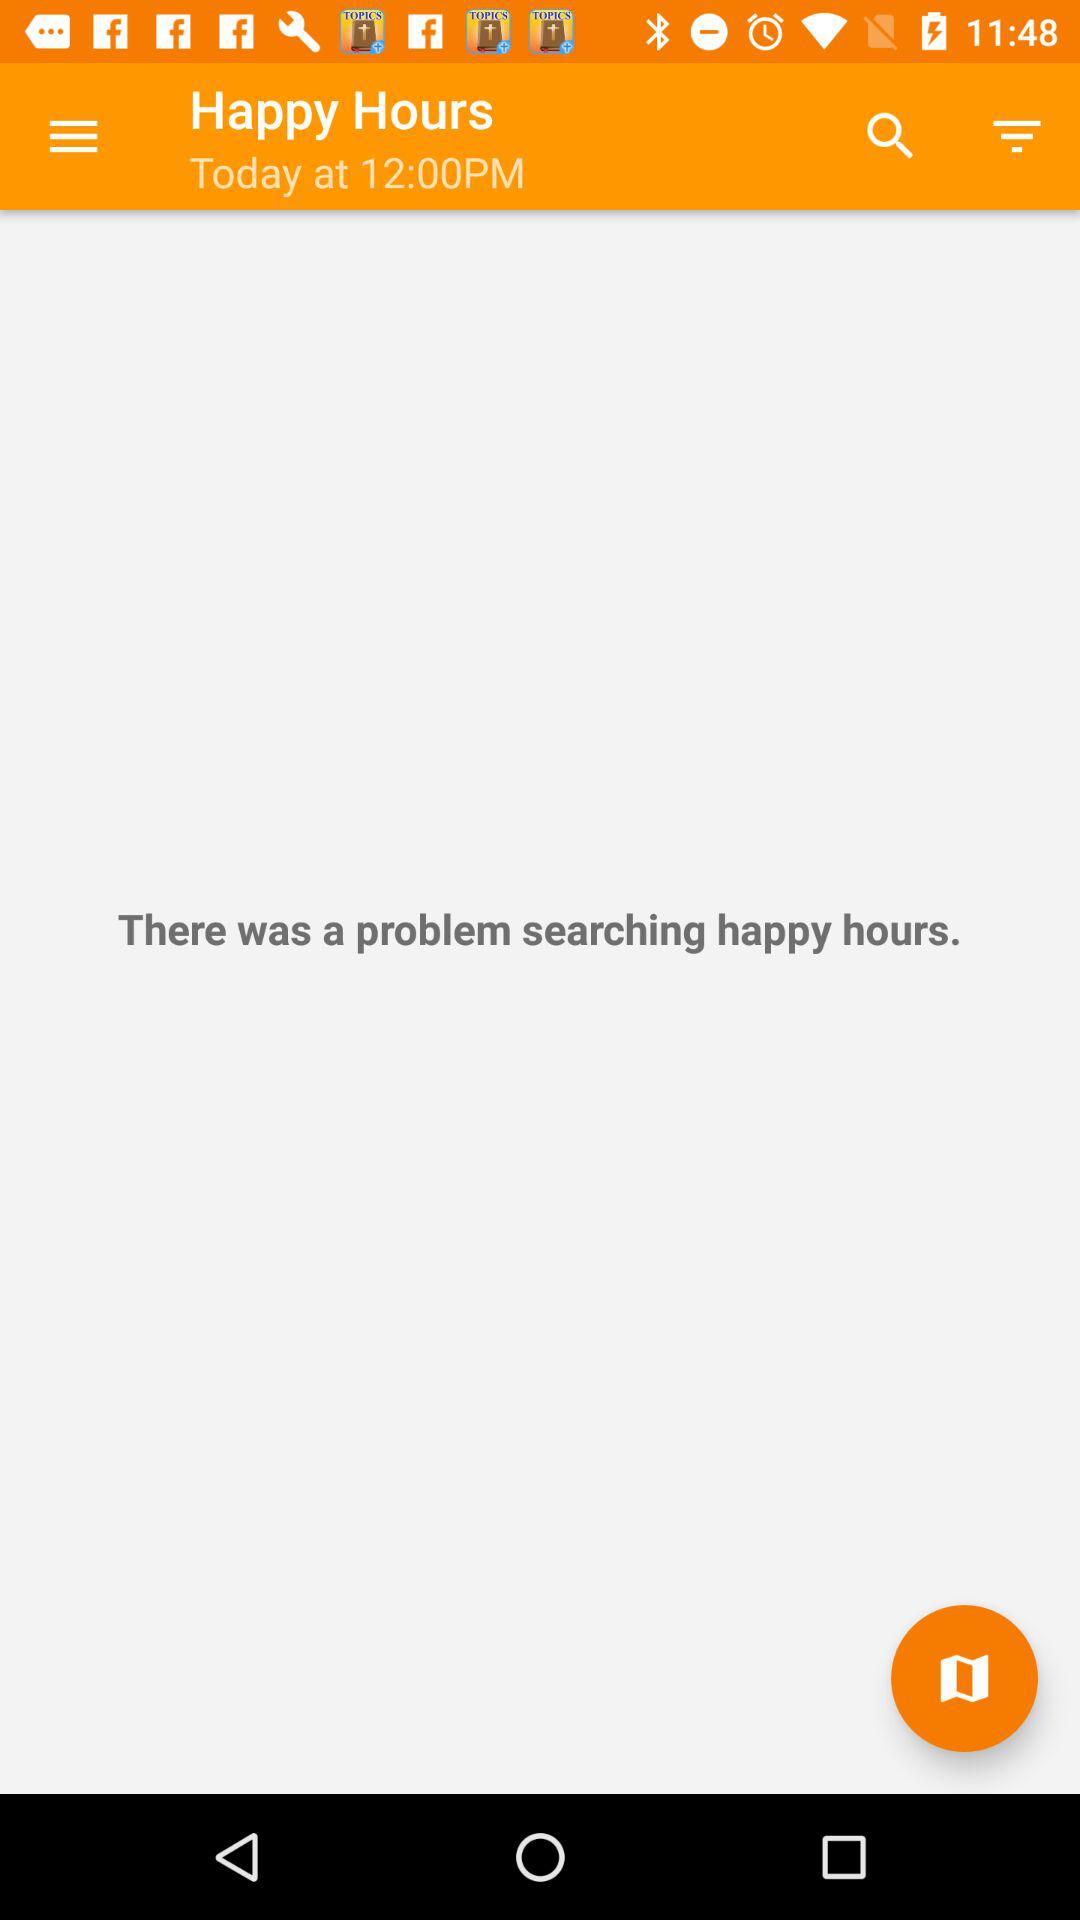 TOPICS TOPICS TOPICS 11:48
Happy Hours
Today at 12:00PM
There was a problem searching happy hours.